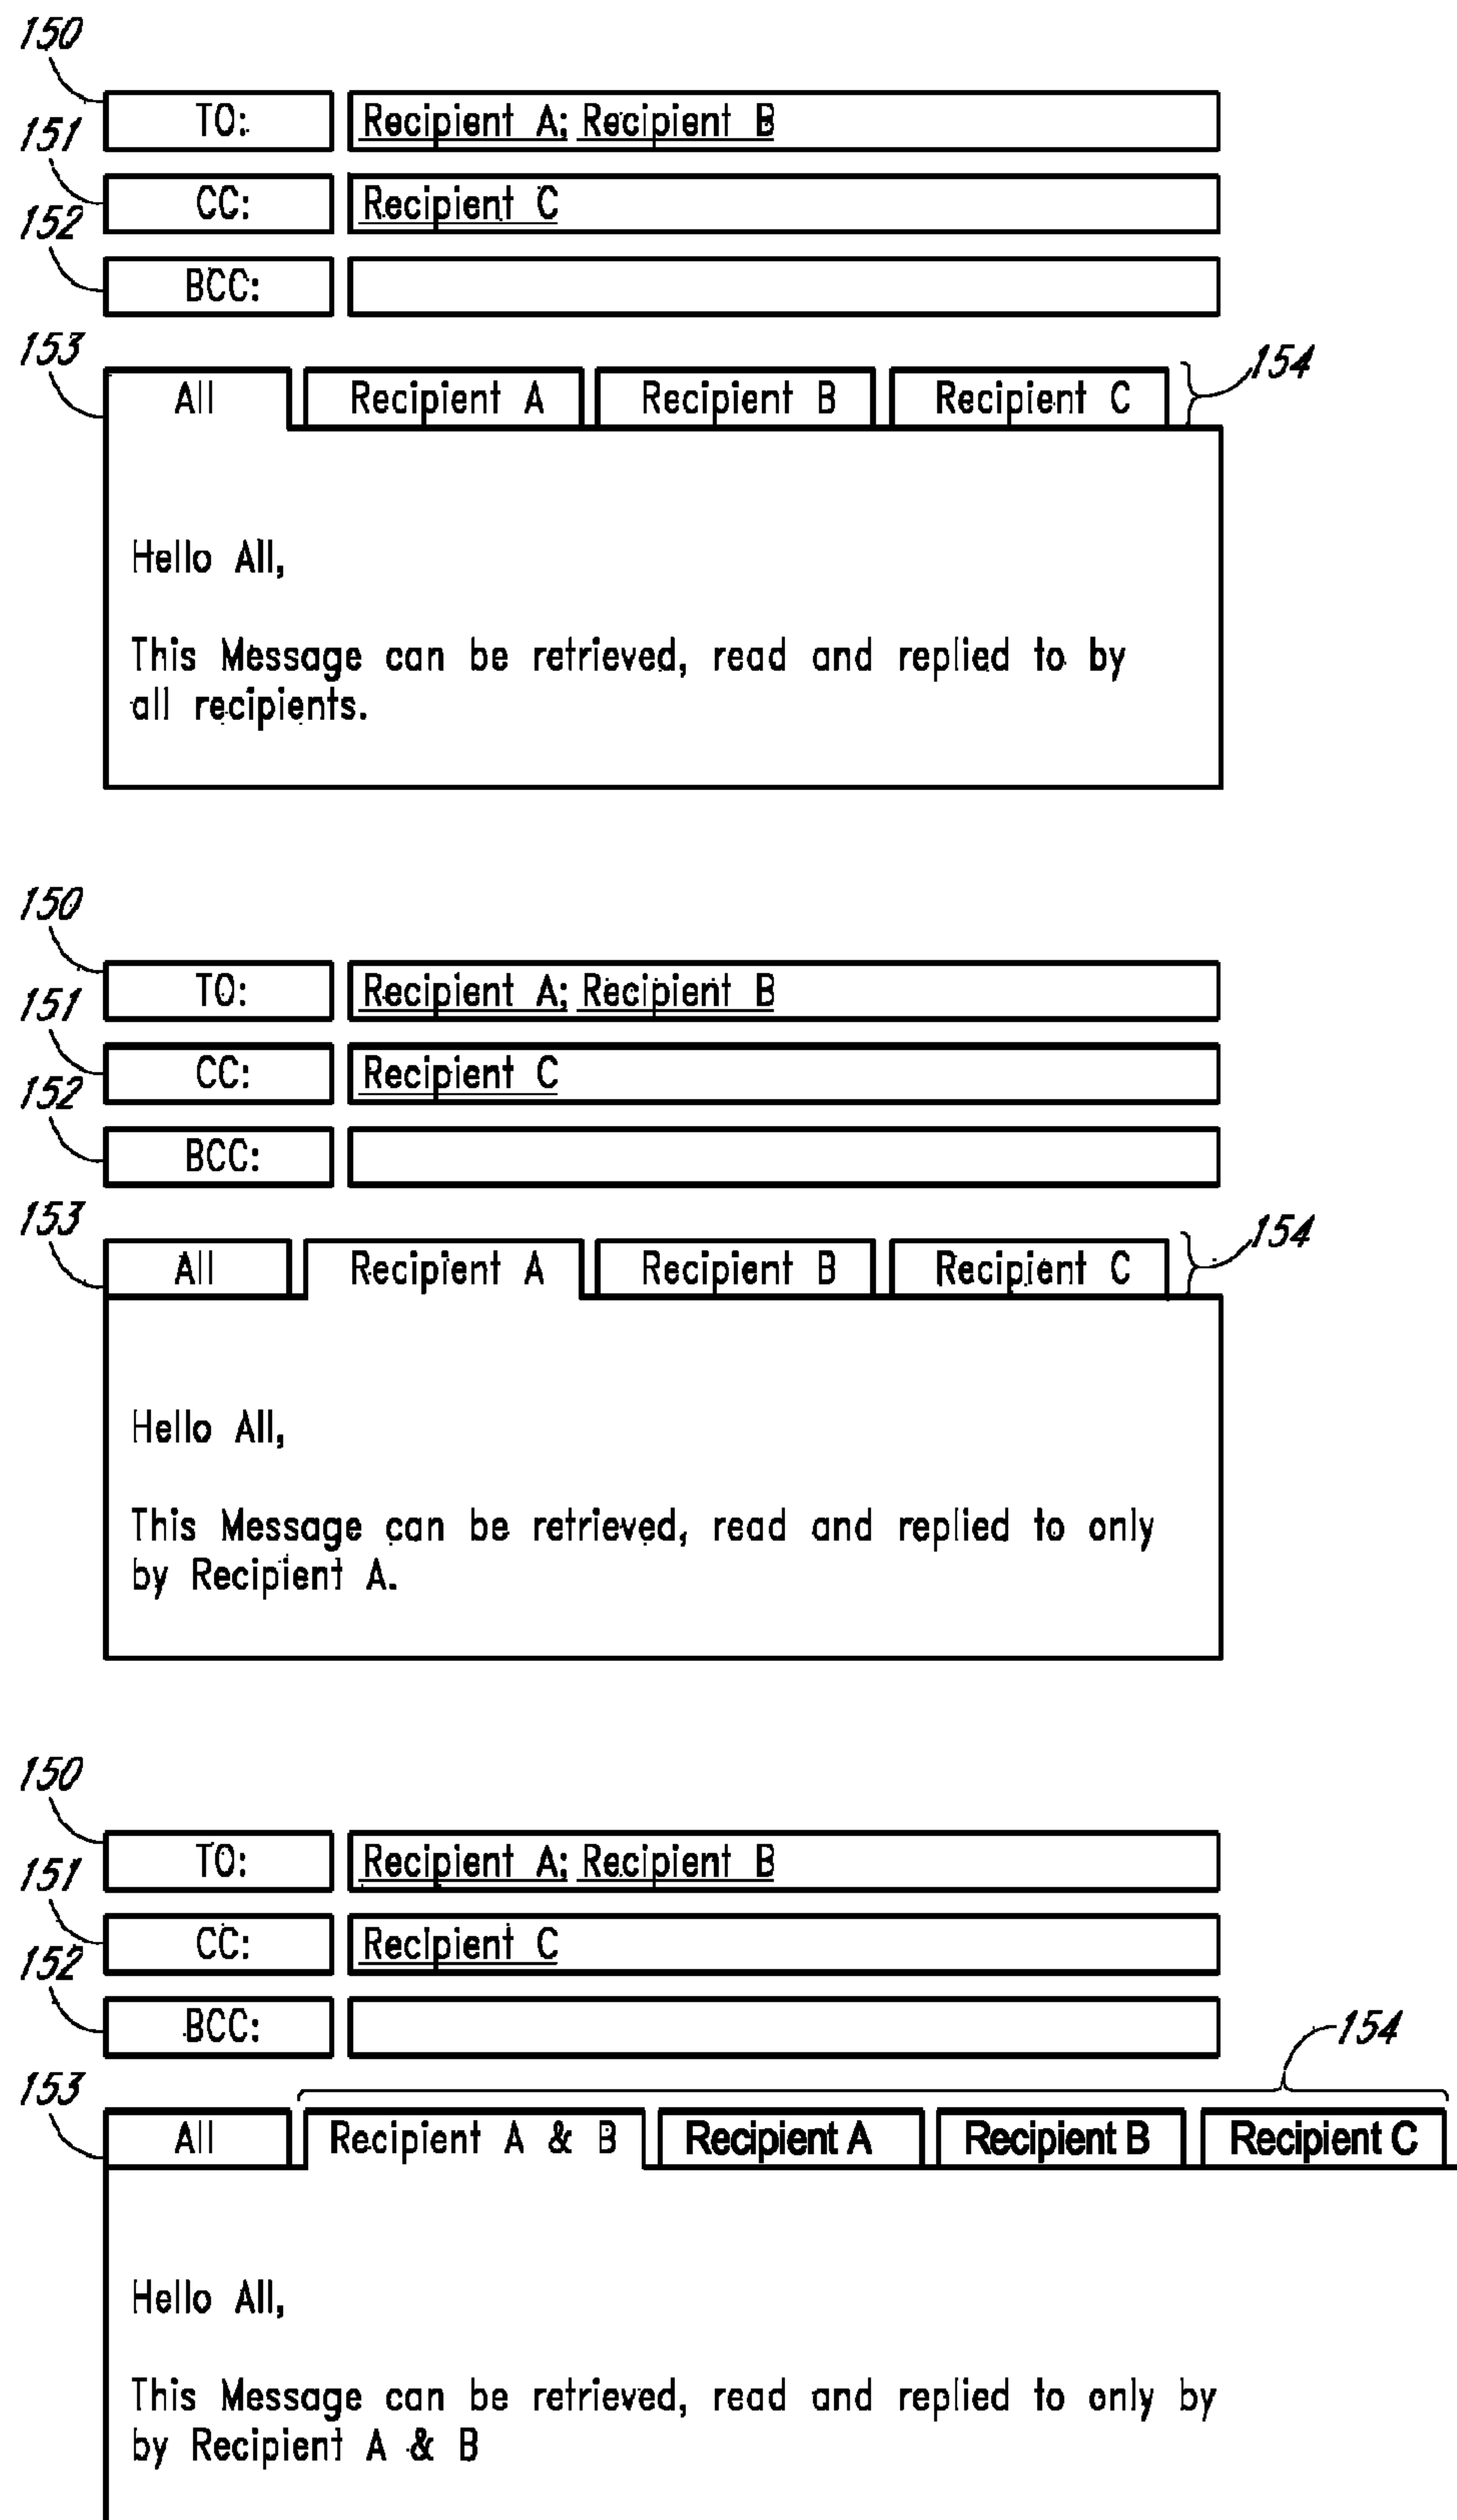 150
TO: Recipient A; Recipient B
151
CC: Recipient C
152
BCC:
153
154
All Recipient A Recipient B Recipient C
Hello All,
This Message can be retrieved, read and replied to by
all recipients.
150
TO: Recipient A; Recipient B
151
CC: Recipient C
152
BCC:
153
154
All Recipient A Recipient B Recipient C
Hello All,
This Message can be retrieved, read and replied to only
by Recipient A.
150
TO: Recipient A; Recipient B
151
CC: Recipient C
152
BCC:
154
153
All Recipient A & B Recipient A Recipient B Recipient C
Hello All,
This Message can be retrieved, read and replied to only by
by Recipient A & B